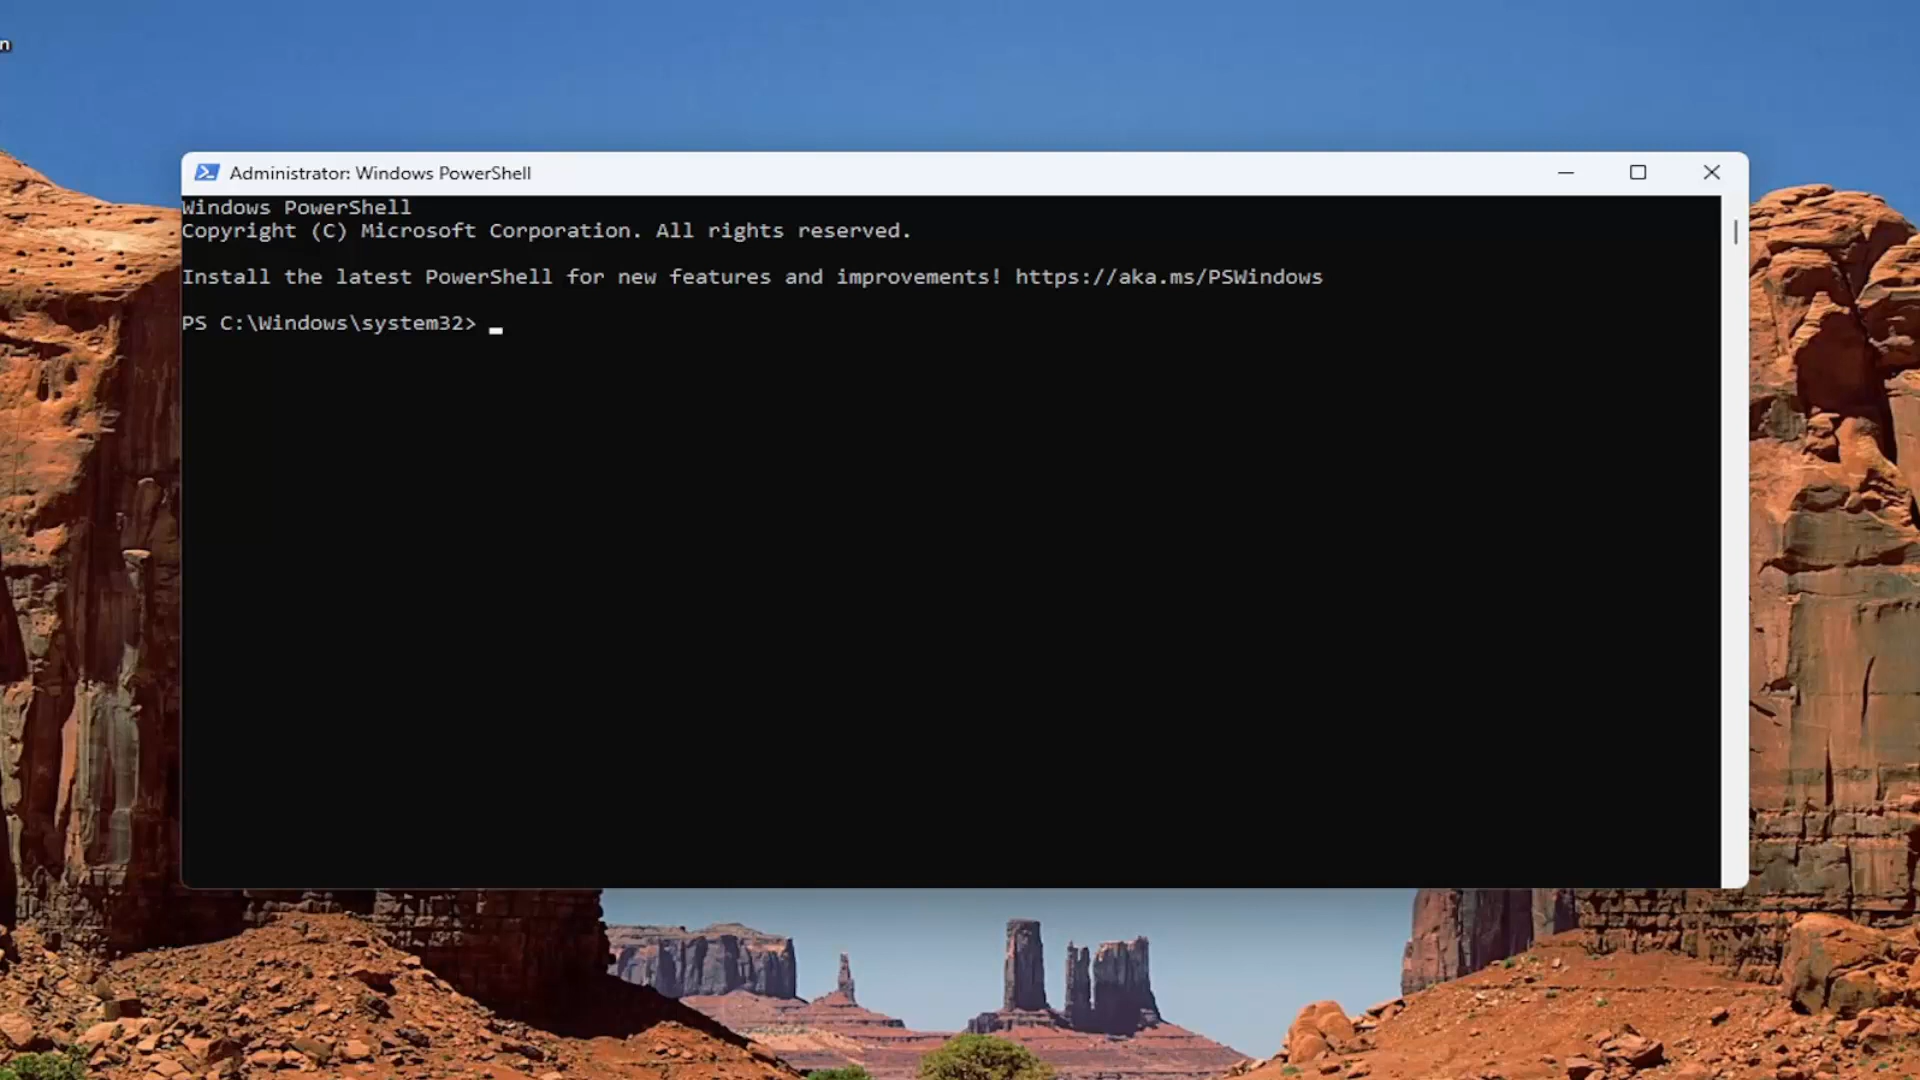 n
Administrator: Windows PowerShell
Windows PowerShell
Copyright (C) Microsoft Corporation. All rights reserved.
Install the latest PowerShell for new features and improvements! https://aka.ms/PSWindows
PS C:\Windows\system32>